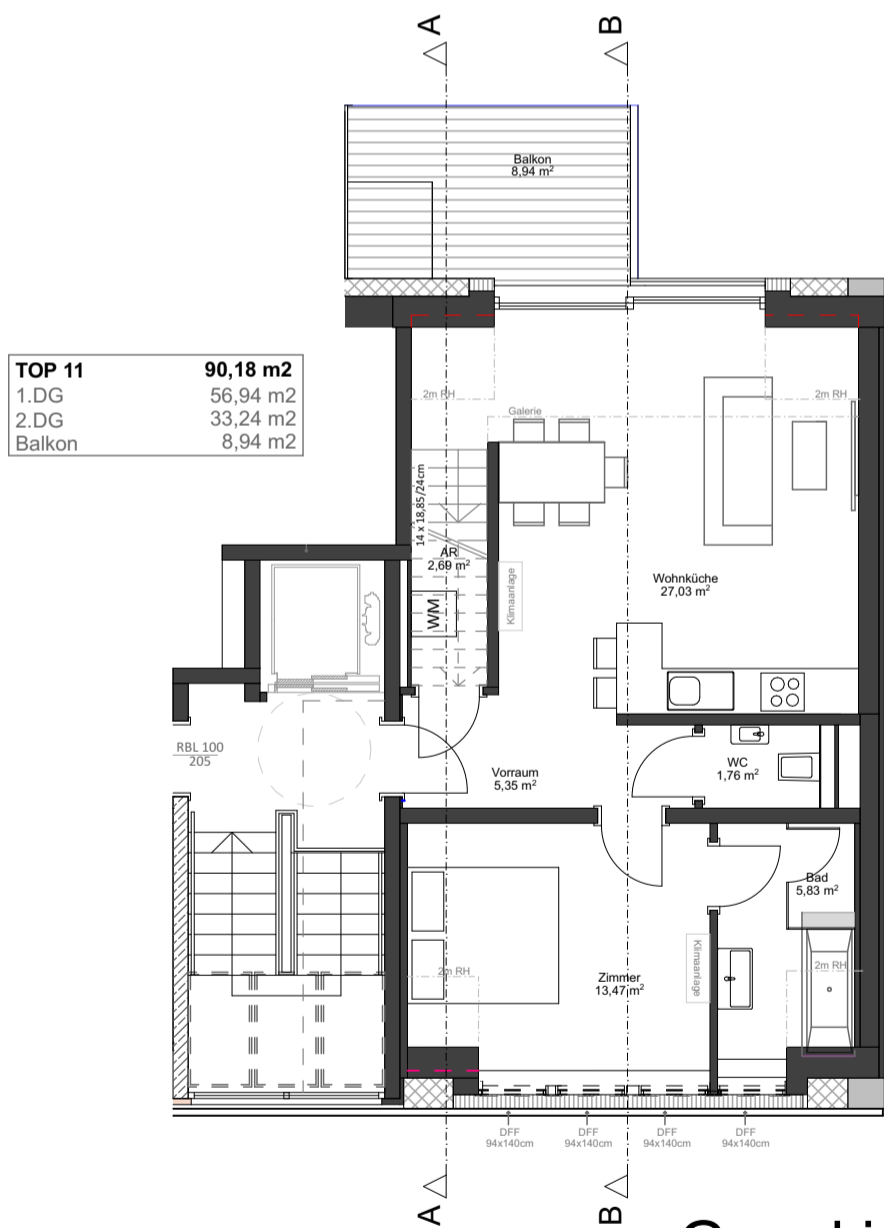 A
B
Balkon
8,94 m²
TOP 11 90,18 m2
1.DG 56,94 m2
2.DG 33,24 m2
Balkon 8,94 m2
2m RH
2m RH
Galerie
14 x 18,85/24cm
AR
2,69 m²
Klimaanlage
Wohnküche
27,03 m²
WM
RBL 100
205
Vorraum
5,35 m²
WC
1,76 m²
Bad
5,83 m²
Klimaanlage
2m RH
2m RH
Zimmer
13,47 m²
DFF
94x140cm
DFF
94x140cm
DFF
94x140cm
DFF
94x140cm
A
B